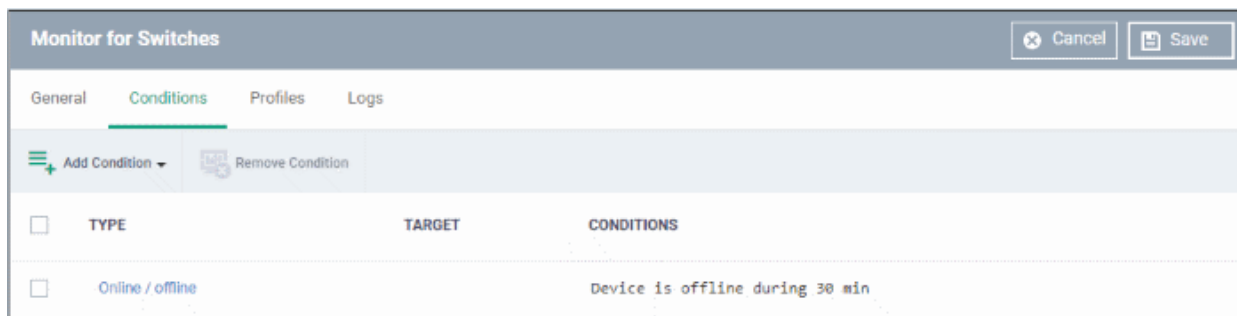 Monitor for Switches Cancel Save
General Conditions Profiles Logs
Add Condition Remove Condition
TYPE TARGET CONDITIONS
Online / offline Device is offline during 30 min